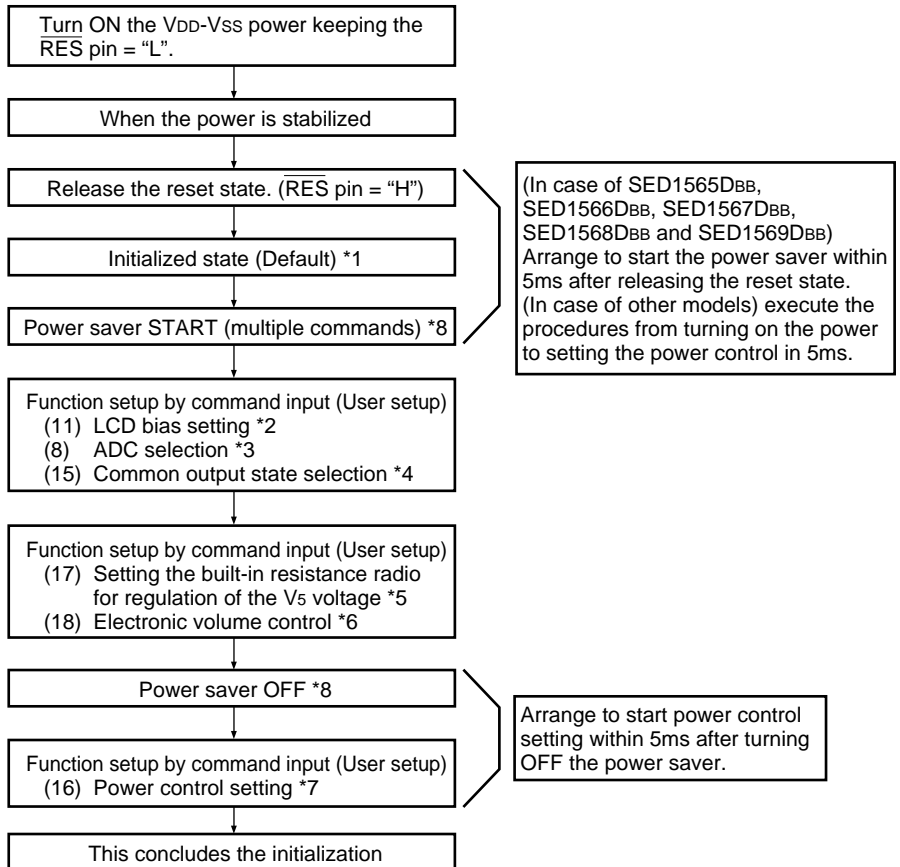 Turn ON the VDD-VSS power keeping the
RES pin = “L”.
When the power is stabilized
Release the reset state. (RES pin = “H”)
Initialized state (Default) *1
Power saver START (multiple commands) *8
(In case of SED1565DBB,
SED1566DBB, SED1567DBB,
SED1568DBB and SED1569DBB)
Arrange to start the power saver within
5ms after releasing the reset state.
(In case of other models) execute the
procedures from turning on the power
to setting the power control in 5ms.
Function setup by command input (User setup)
(11) LCD bias setting *2
(8) ADC selection *3
(15) Common output state selection *4
Function setup by command input (User setup)
(17) Setting the built-in resistance radio
for regulation of the V5 voltage *5
(18) Electronic volume control *6
Power saver OFF *8
Function setup by command input (User setup)
(16) Power control setting *7
Arrange to start power control
setting within 5ms after turning
OFF the power saver.
This concludes the initialization